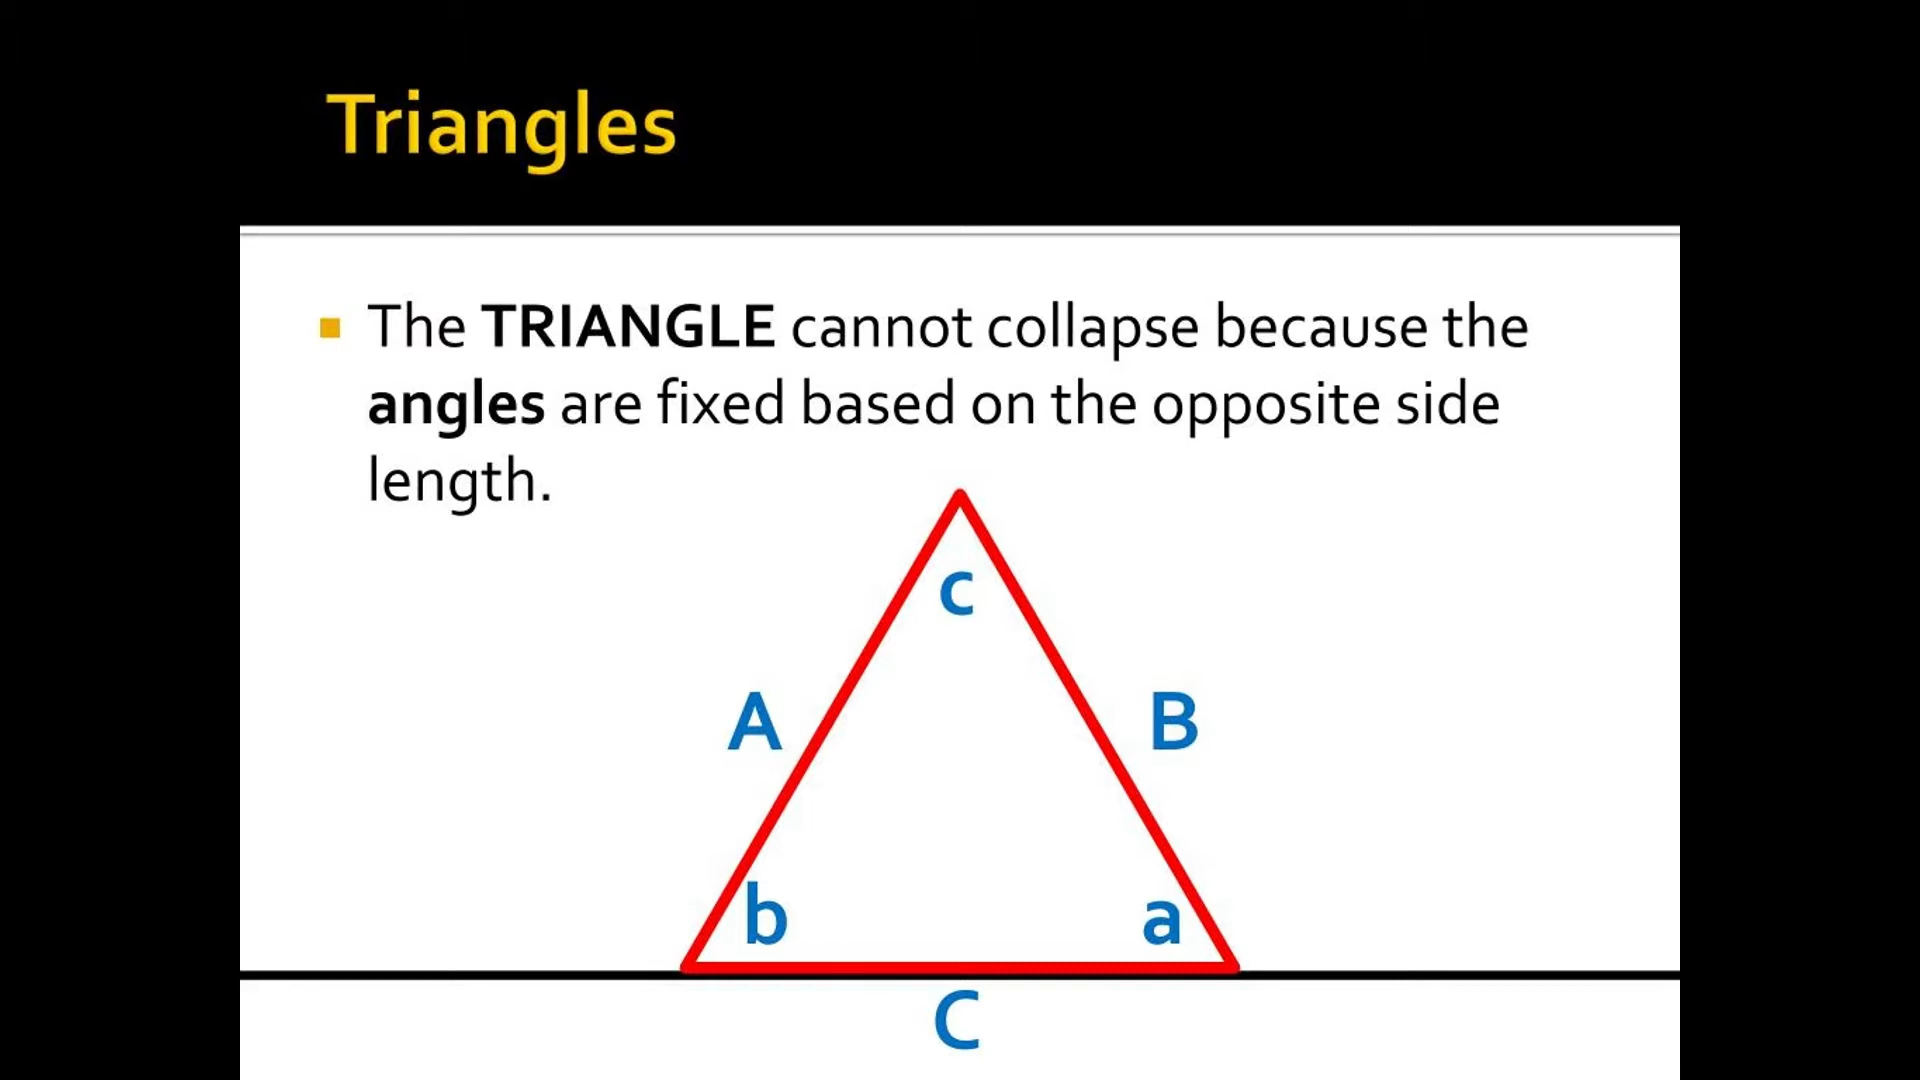 Triangles
The TRIANGLE cannot collapse because the
angles are fixed based on the opposite side
length.
c
A
B
b
a
C